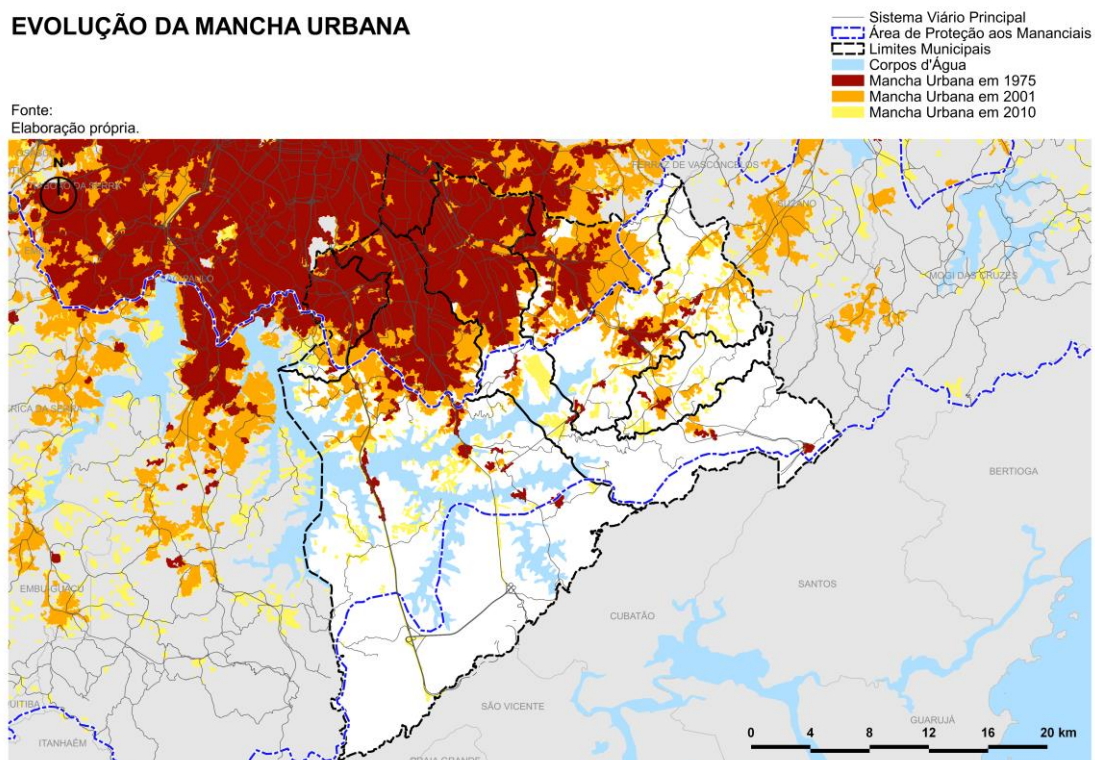 EVOLUÇÃO DA MANCHA URBANA
Sistema Viário Principal
Área de Proteção aos Mananciais
Limites Municipais
Corpos d'Água
Mancha Urbana em 1975
Mancha Urbana em 2001
Mancha Urbana em 2010
Fonte:
Elaboração própria.
N
FERRAZ DE VASCONCELOS
SUZANO
MOGI DAS CRUZES
BERTIOGA
SANTOS
CUBATÃO
SÃO VICENTE
GUARUJÁ
ITANHAÉM
PRAIA GRANDE
0 4 8 12 16 20 km